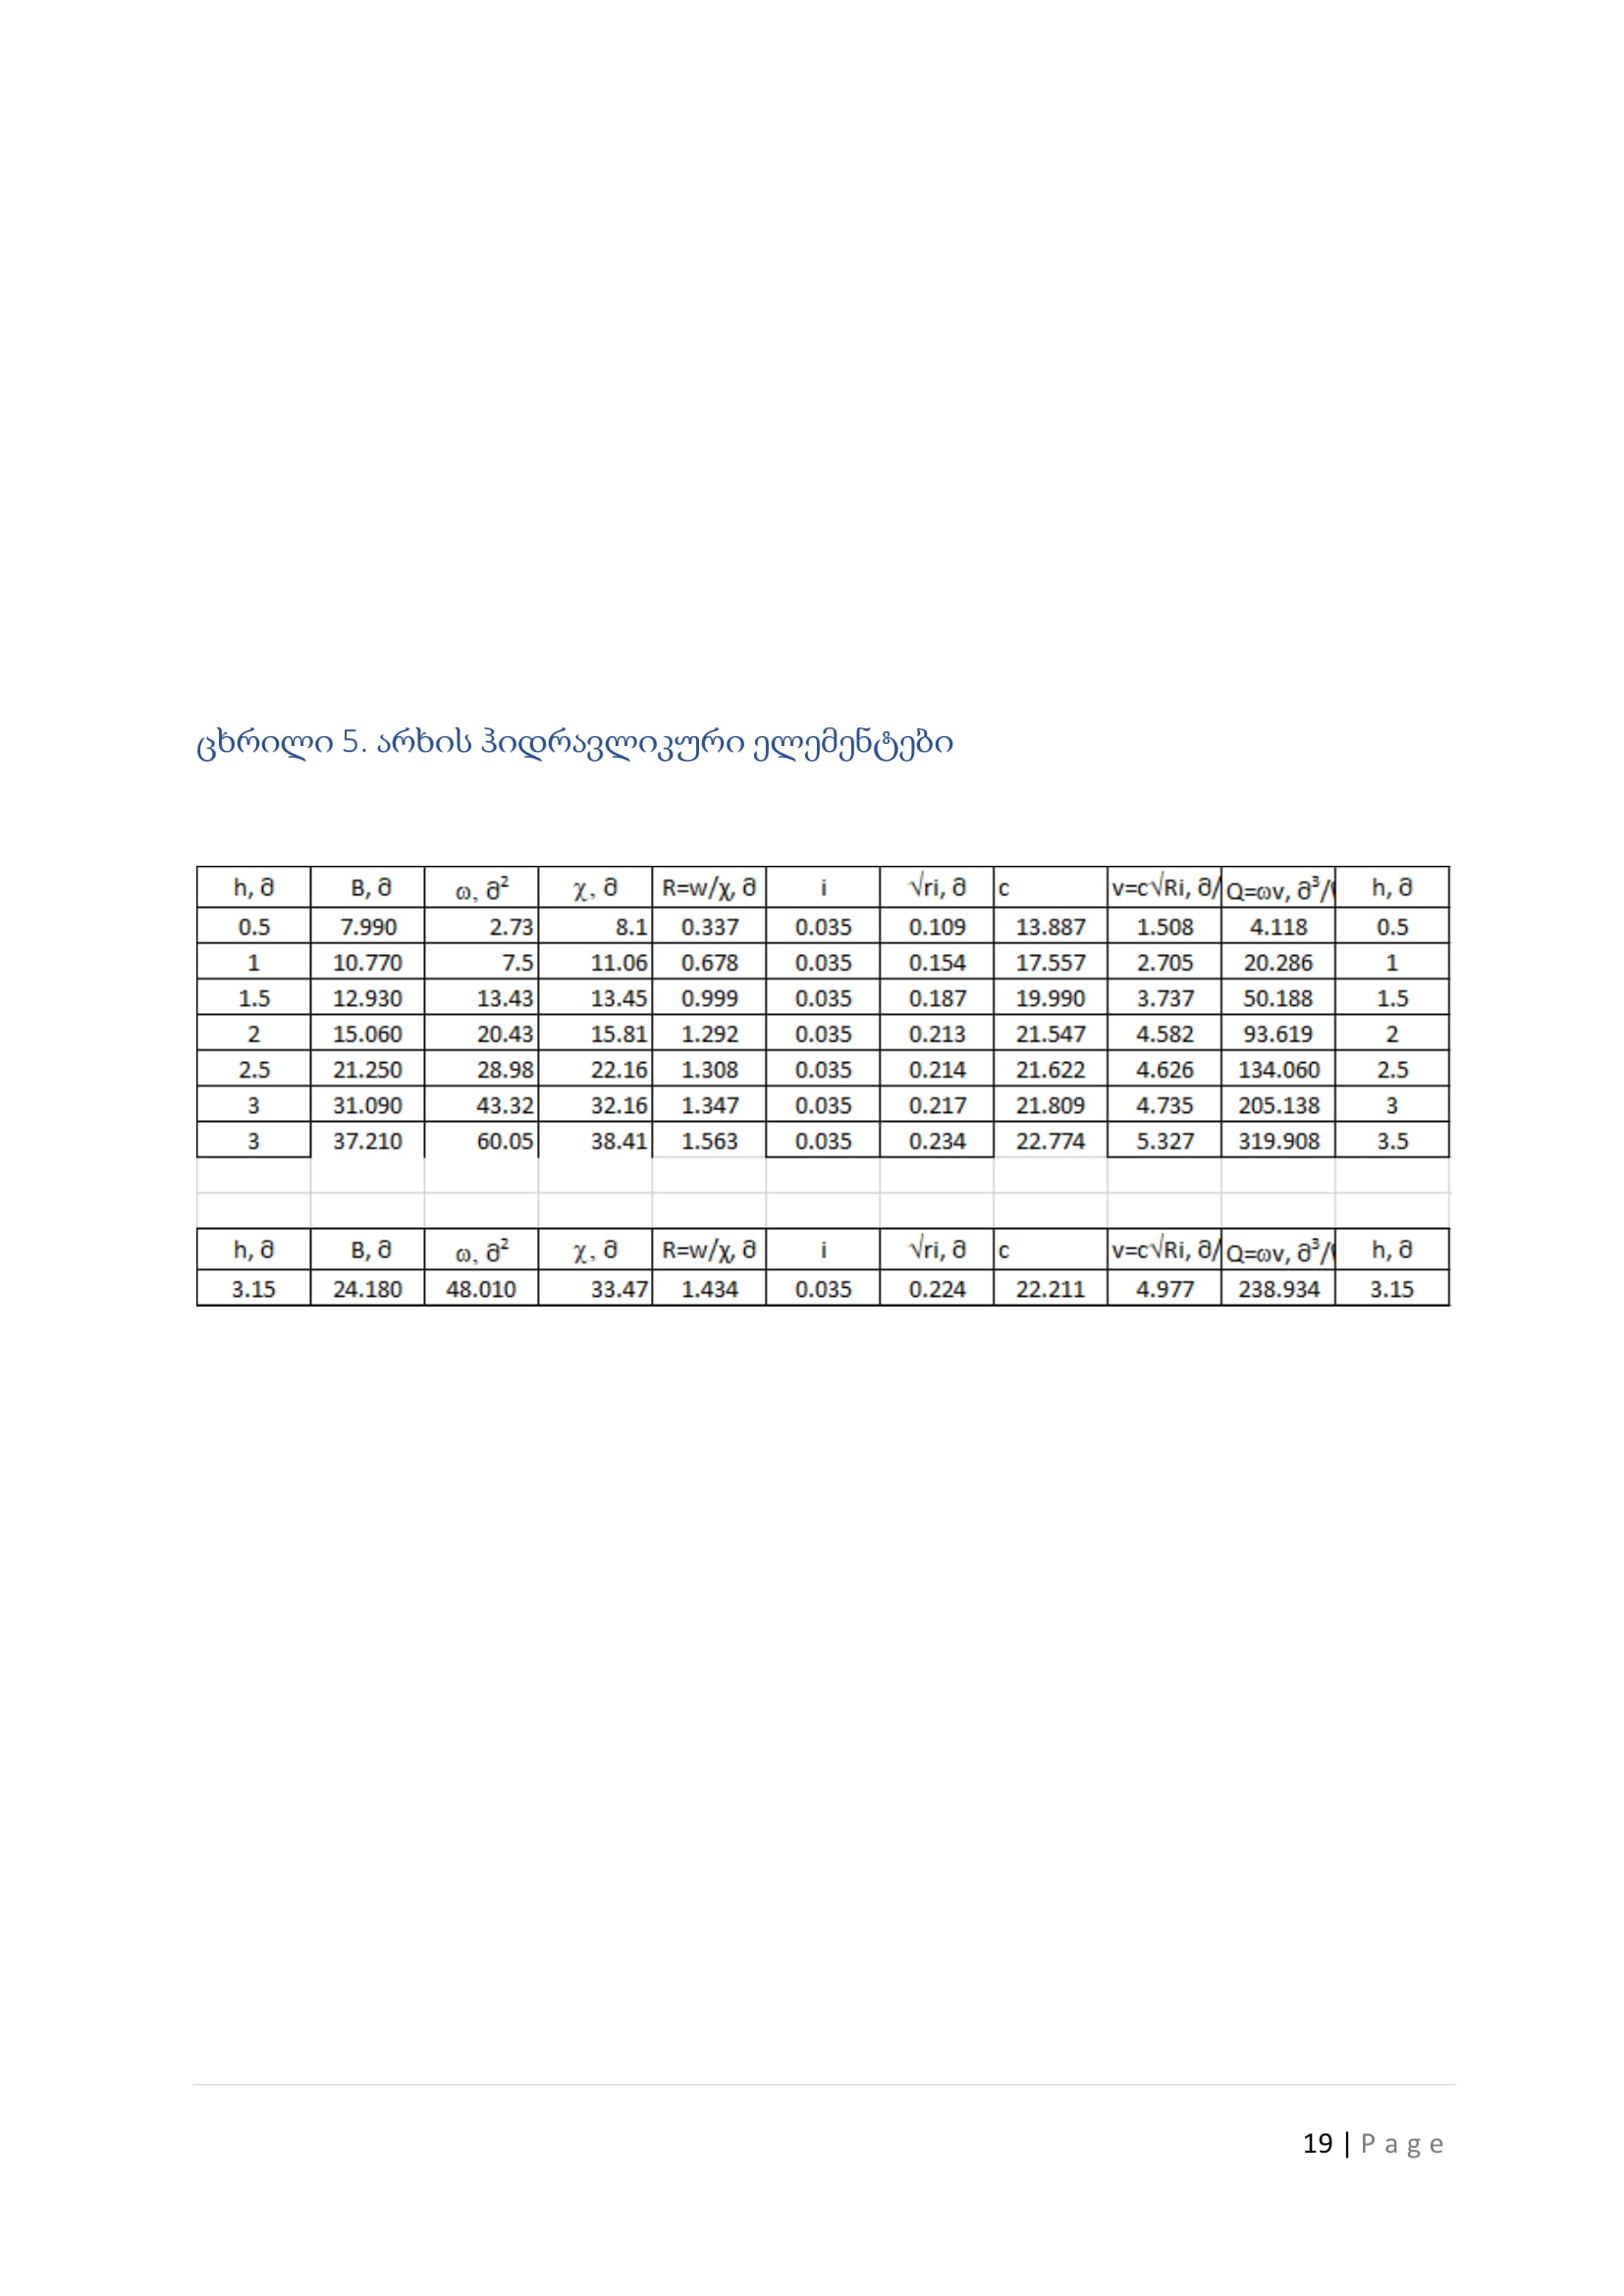 ცხრილი 5. არხის ჰიდრავლიკური ელემენტები
h, მ B, მ ω, მ² χ, მ R=w/χ, მ i √ri, მ c v=c√Ri, მ/ Q=ωv, მ³/ h, მ
0.5 7.990 2.73 8.1 0.337 0.035 0.109 13.887 1.508 4.118 0.5
1 10.770 7.5 11.06 0.678 0.035 0.154 17.557 2.705 20.286 1
1.5 12.930 13.43 13.45 0.999 0.035 0.187 19.990 3.737 50.188 1.5
2 15.060 20.43 15.81 1.292 0.035 0.213 21.547 4.582 93.619 2
2.5 21.250 28.98 22.16 1.308 0.035 0.214 21.622 4.626 134.060 2.5
3 31.090 43.32 32.16 1.347 0.035 0.217 21.809 4.735 205.138 3
3 37.210 60.05 38.41 1.563 0.035 0.234 22.774 5.327 319.908 3.5
h, მ B, მ ω, მ² χ, მ R=w/χ, მ i √ri, მ c v=c√Ri, მ/ Q=ωv, მ³/ h, მ
3.15 24.180 48.010 33.47 1.434 0.035 0.224 22.211 4.977 238.934 3.15
19 | Page